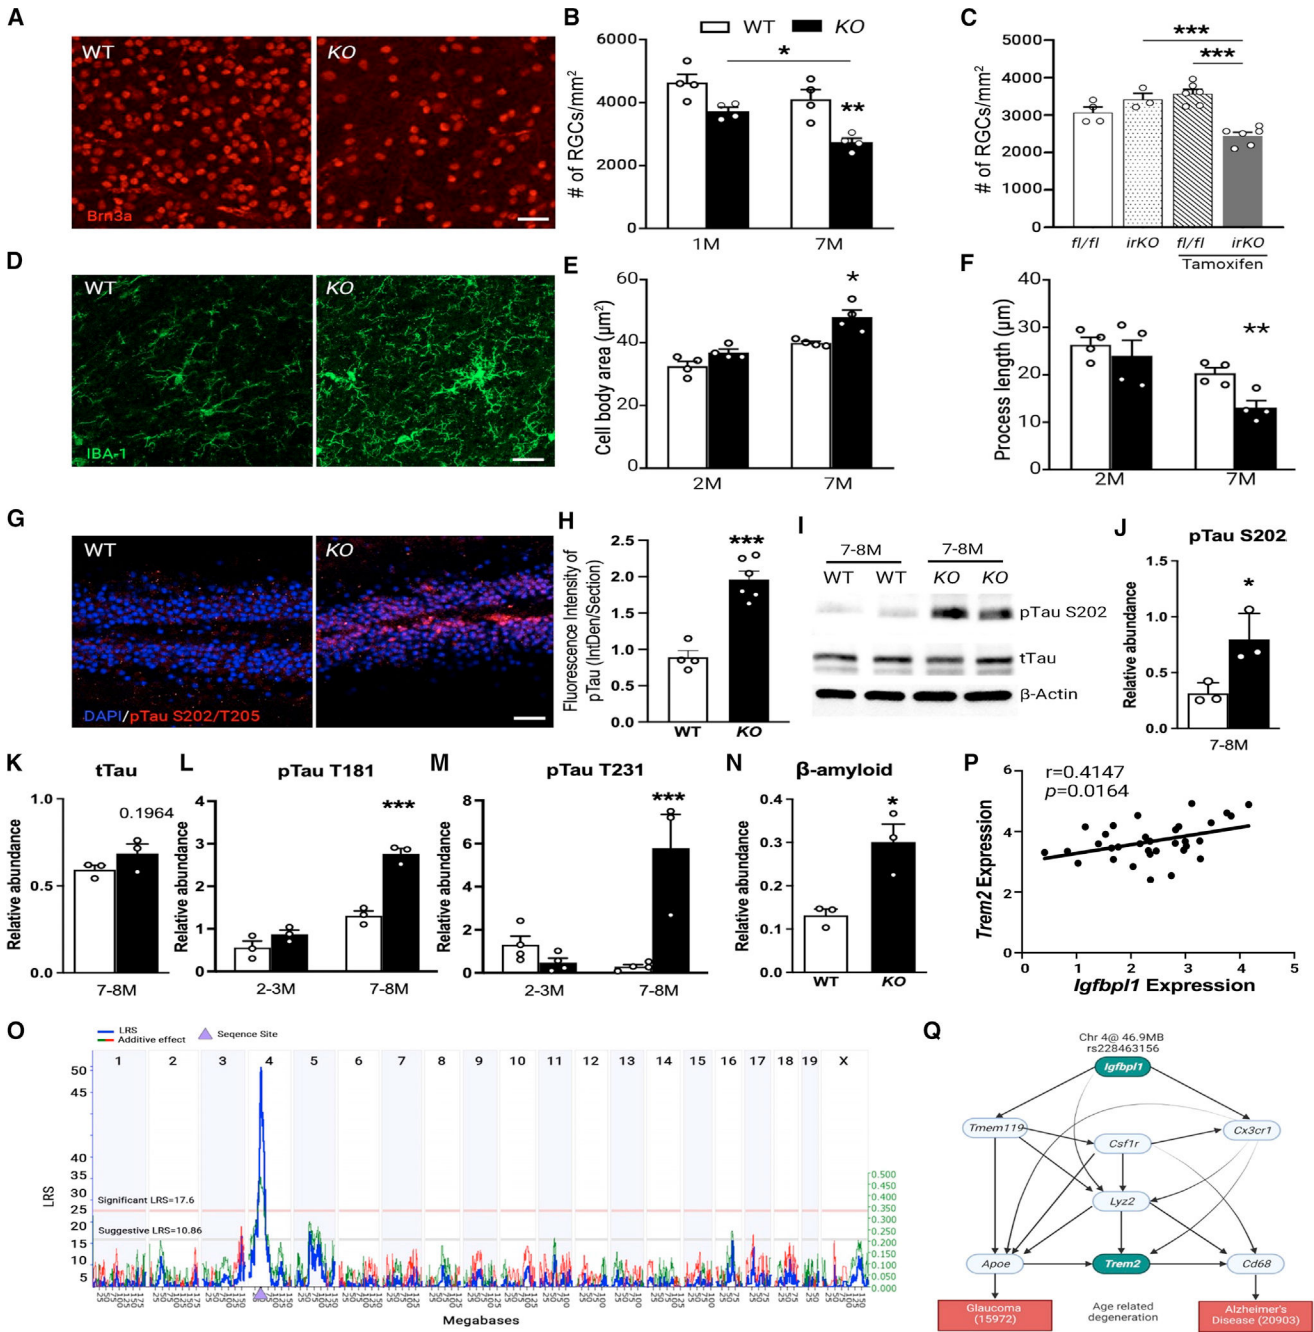 A
WT
KO
Brn3a
B
WT
KO
# of RGCs/mm²
6000
4000
2000
0
*
**
1M
7M
C
# of RGCs/mm²
5000
4000
3000
2000
1000
0
***
***
fl/fl
irKO
fl/fl
irKO
Tamoxifen
D
WT
KO
IBA-1
E
Cell body area (μm²)
60
40
20
0
*
2M
7M
F
Process length (μm)
40
30
20
10
0
**
2M
7M
G
WT
KO
DAPI/pTau S202/T205
H
Fluorescence Intensity of
pTau (IntDen/Section)
2.5
2.0
1.5
1.0
0.5
0.0
***
WT
KO
I
7-8M
7-8M
WT
WT
KO
KO
pTau S202
tTau
β-Actin
J
pTau S202
Relative abundance
1.5
1.0
0.5
0.0
*
7-8M
K
tTau
Relative abundance
1.0
0.5
0.0
0.1964
7-8M
L
pTau T181
Relative abundance
4
3
2
1
0
***
2-3M
7-8M
M
pTau T231
Relative abundance
8
6
4
2
0
***
2-3M
7-8M
N
β-amyloid
Relative abundance
0.4
0.3
0.2
0.1
0.0
*
WT
KO
P
r=0.4147
p=0.0164
Trem2 Expression
6
4
2
0
0
1
2
3
4
5
Igfbpl1 Expression
O
LRS
Additive effect
Seqence Site
1 2 3 4 5 6 7 8 9 10 11 12 13 14 15 16 17 18 19 X
LRS
50
45
40
35
30
25
20
15
10
5
Significant LRS=17.6
Suggestive LRS=10.86
0.500
0.450
0.400
0.350
0.300
0.250
0.200
0.150
0.100
0.050
0.000
Megabases
Q
Chr 4@ 46.9MB
rs228463156
Igfbpl1
Tmem119
Csf1r
Cx3cr1
Lyz2
Apoe
Trem2
Cd68
Glaucoma
(15972)
Age related
degeneration
Alzheimer's
Disease (20903)